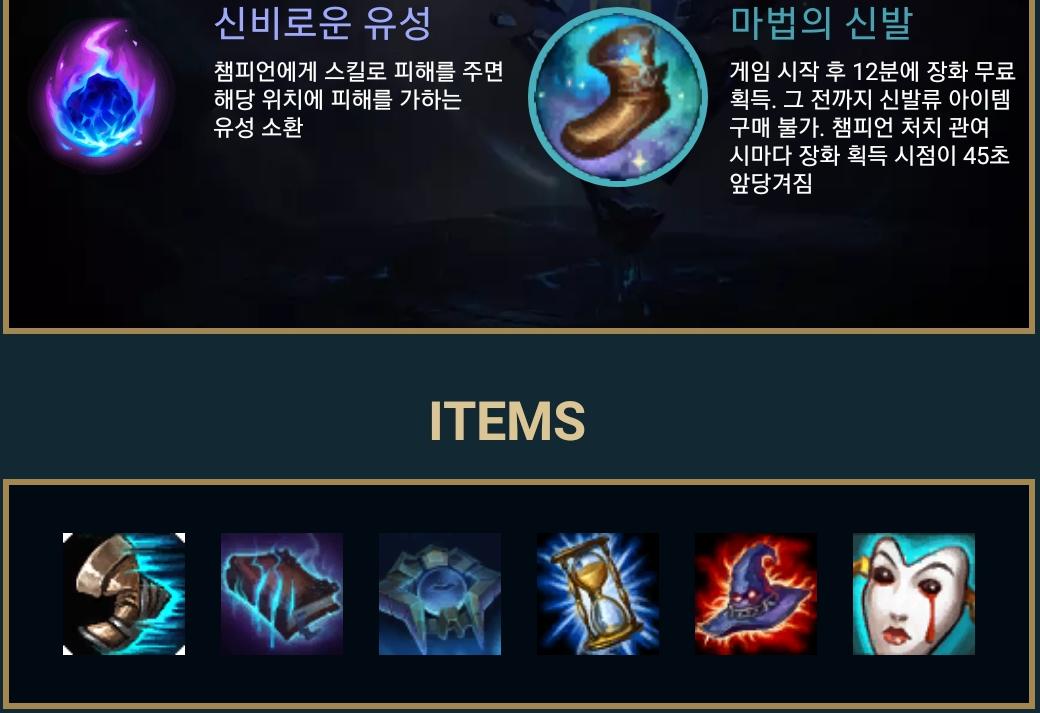 신비로운 유성
챔피언에게 스킬로 피해를 주면
해당 위치에 피해를 가하는
유성 소환
마법의 신발
게임 시작 후 12분에 장화 무료
획득. 그 전까지 신발류 아이템
구매 불가. 챔피언 처치 관여
시마다 장화 획득 시점이 45초
앞당겨짐
ITEMS